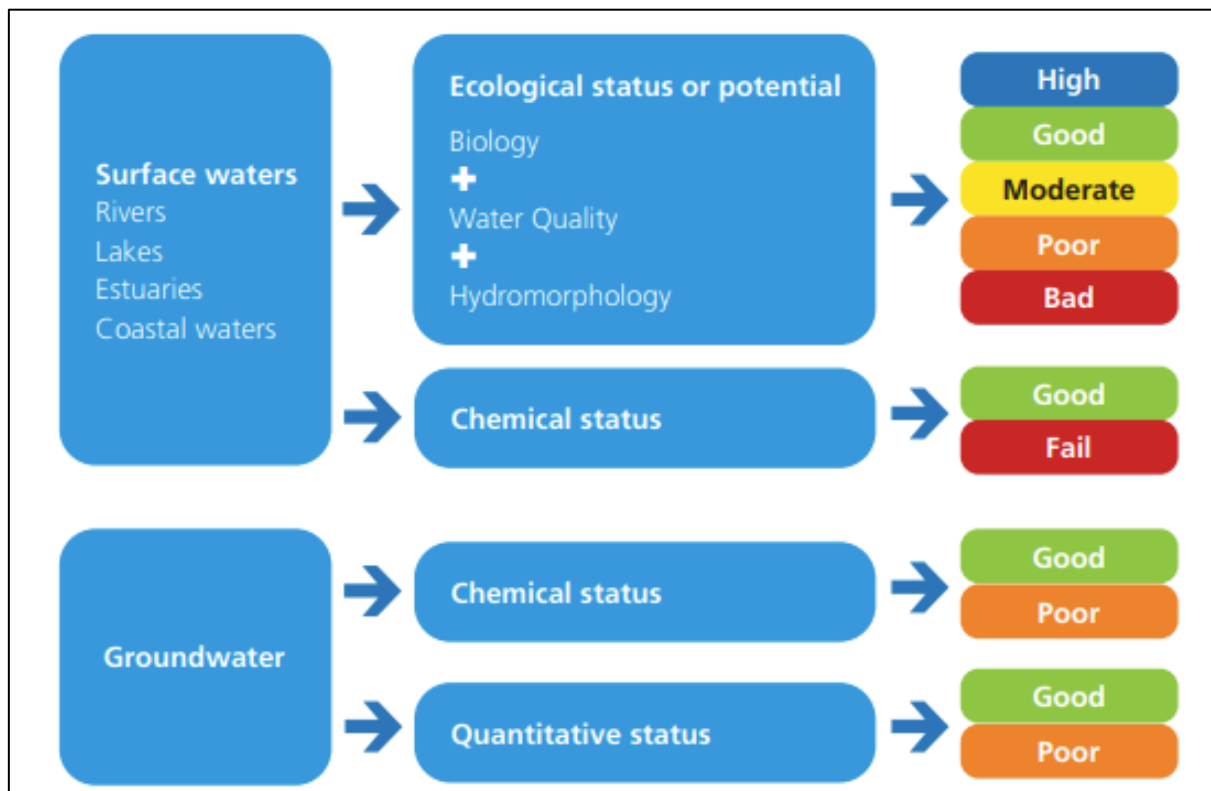 Surface waters
Rivers
Lakes
Estuaries
Coastal waters
Ecological status or potential
Biology
+
Water Quality
+
Hydromorphology
High
Good
Moderate
Poor
Bad
Chemical status
Good
Fail
Groundwater
Chemical status
Good
Poor
Quantitative status
Good
Poor